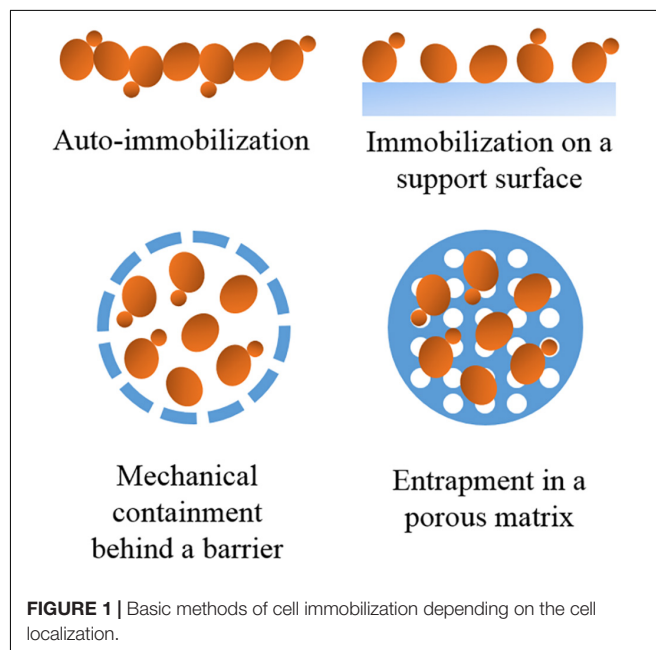 Auto-immobilization
Immobilization on a
support surface
Mechanical
containment
behind a barrier
Entrapment in a
porous matrix
FIGURE 1 | Basic methods of cell immobilization depending on the cell
localization.